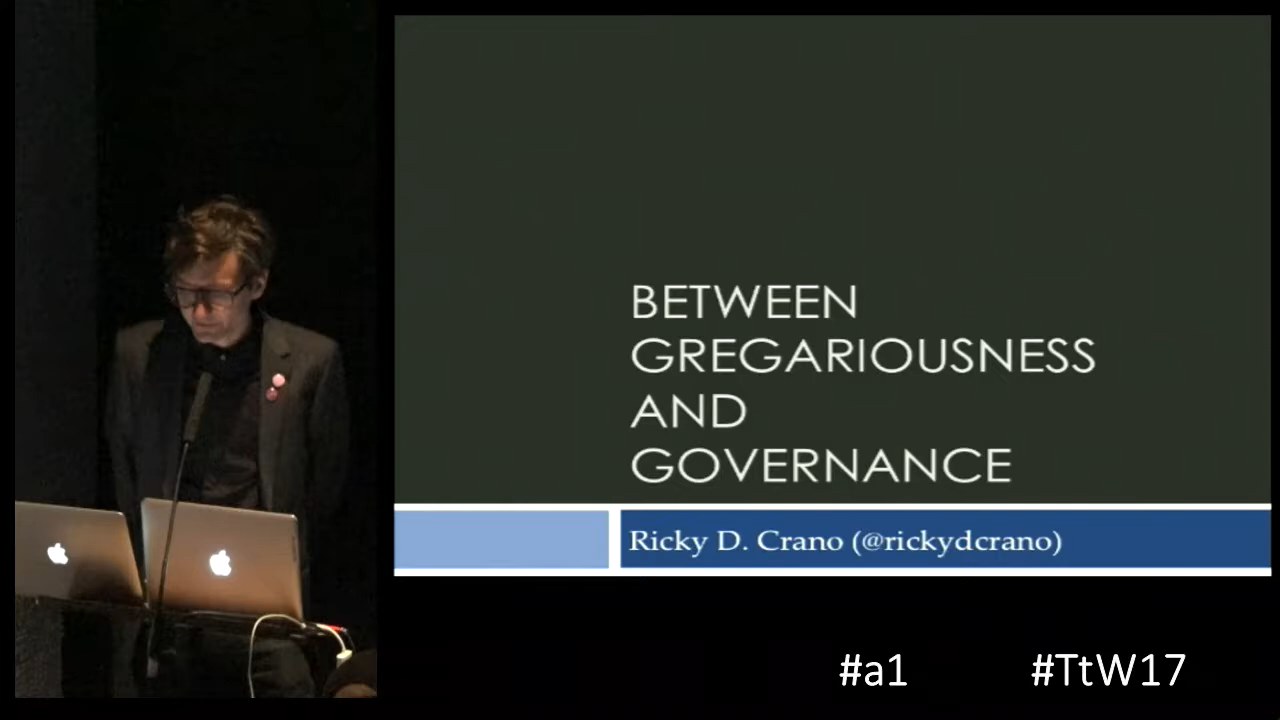 BETWEEN
GREGARIOUSNESS
AND
GOVERNANCE
Ricky D. Crano (@rickydcrano)
#a1 #TtW17